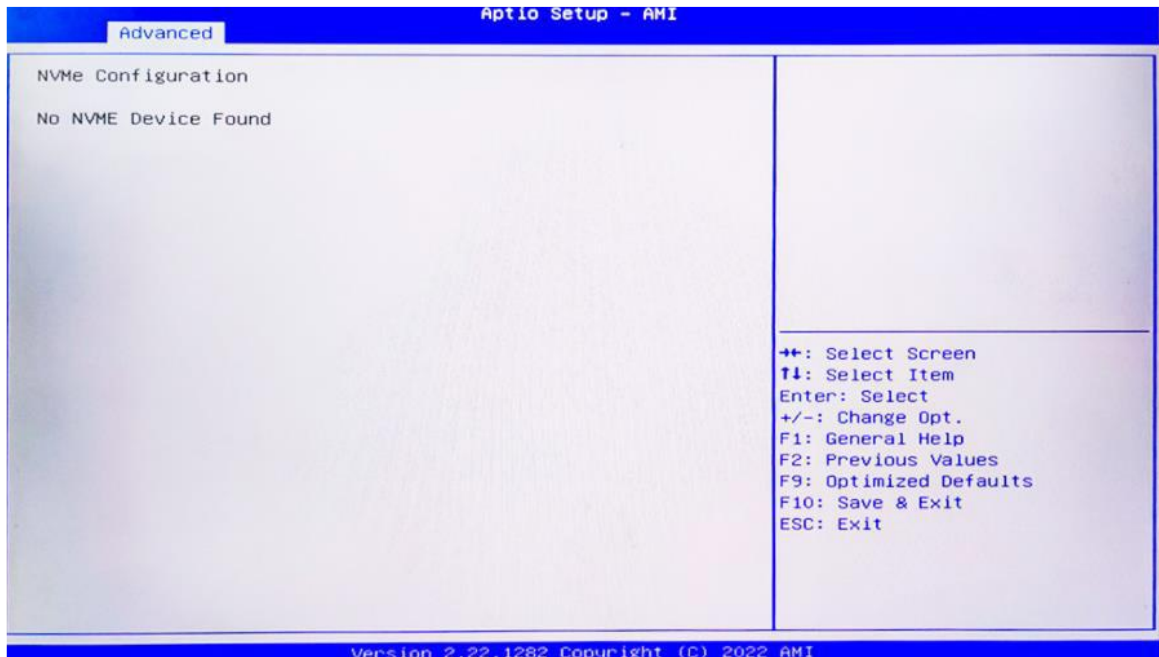 Aptio Setup - AMI
Advanced
NVMe Configuration
No NVME Device Found
→←: Select Screen
↑↓: Select Item
Enter: Select
+/-: Change Opt.
F1: General Help
F2: Previous Values
F9: Optimized Defaults
F10: Save & Exit
ESC: Exit
Version 2.22.1282 Copyright (C) 2022 AMI